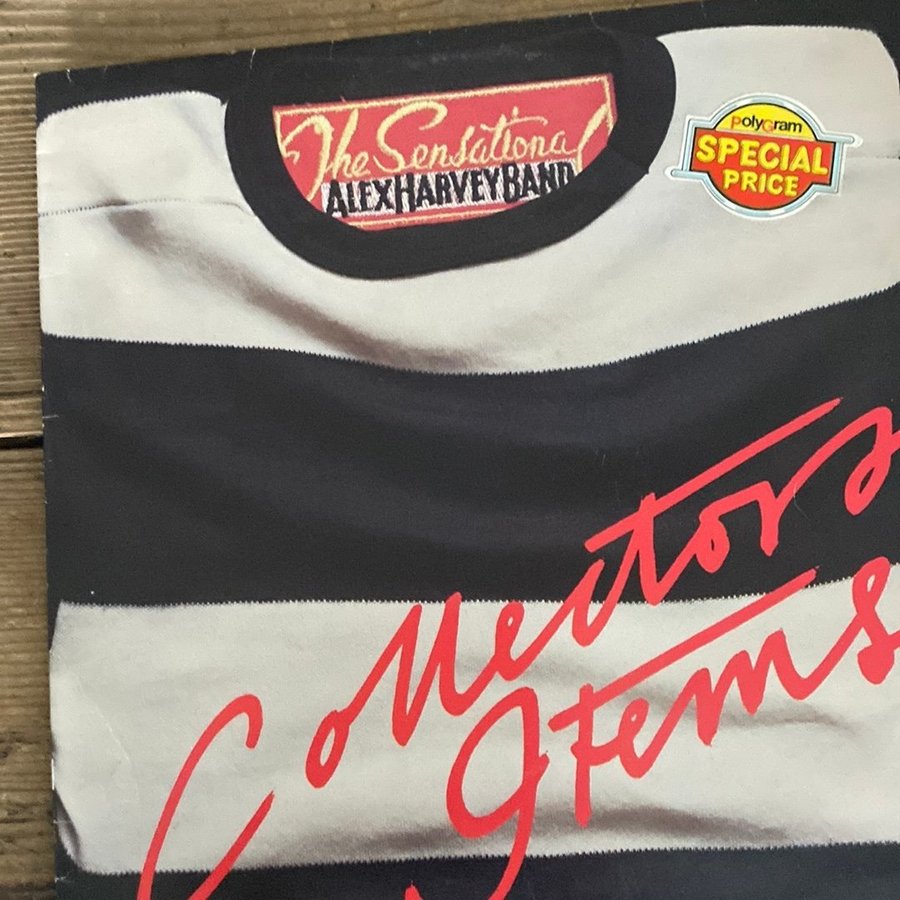 The Sensational
ALEX HARVEY BAND
PolyGram
SPECIAL
PRICE
Collectors
Items